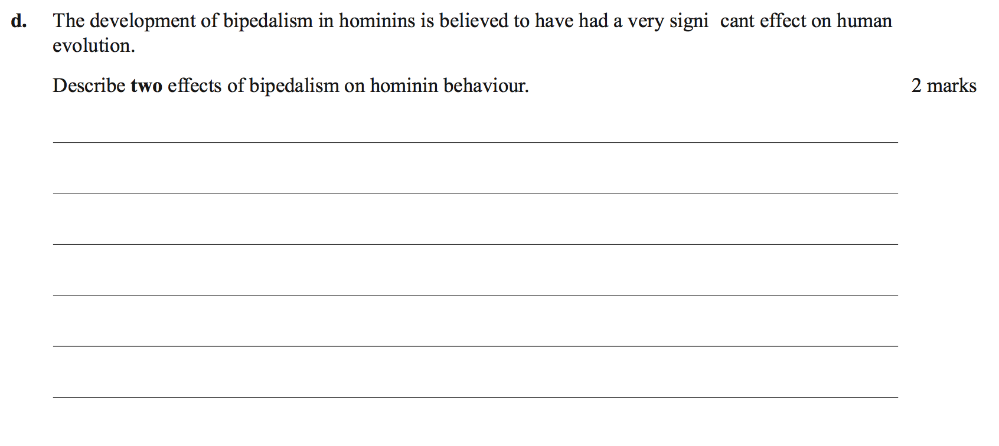 d. The development of bipedalism in hominins is believed to have had a very signi cant effect on human
evolution.
Describe two effects of bipedalism on hominin behaviour. 2 marks